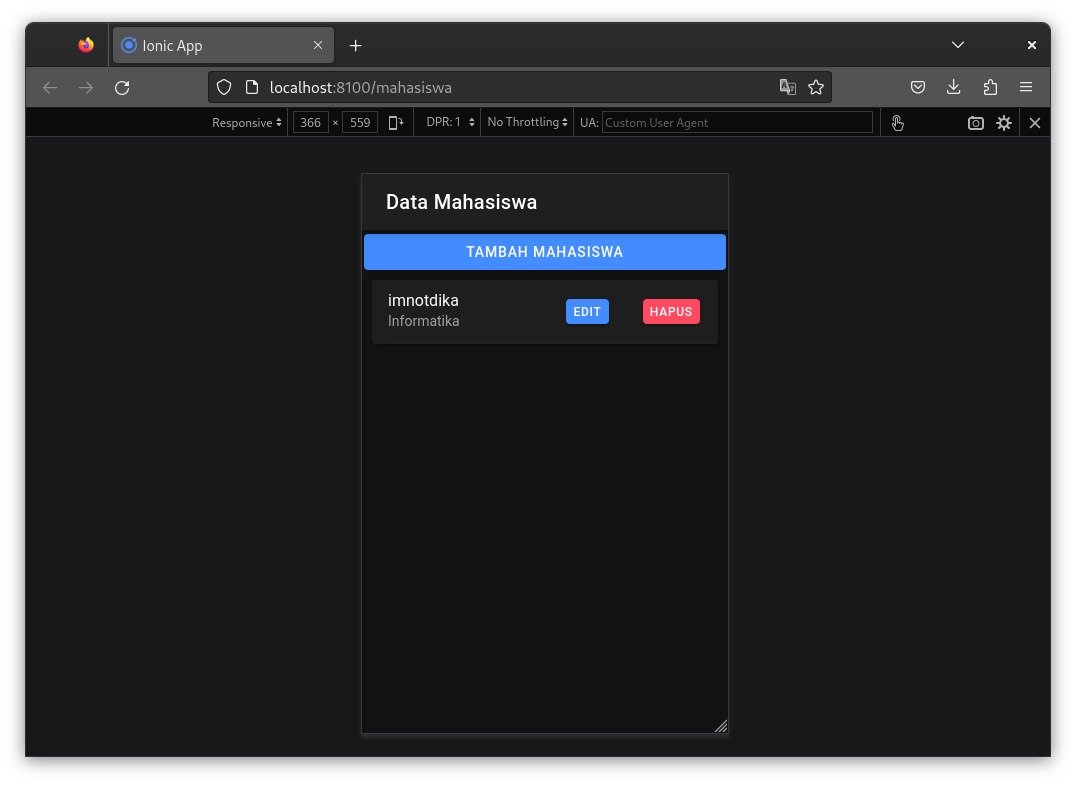 Ionic App
localhost:8100/mahasiswa
Responsive 366 × 559 DPR: 1 No Throttling UA: Custom User Agent
Data Mahasiswa
TAMBAH MAHASISWA
imnotdika
Informatika
EDIT
HAPUS